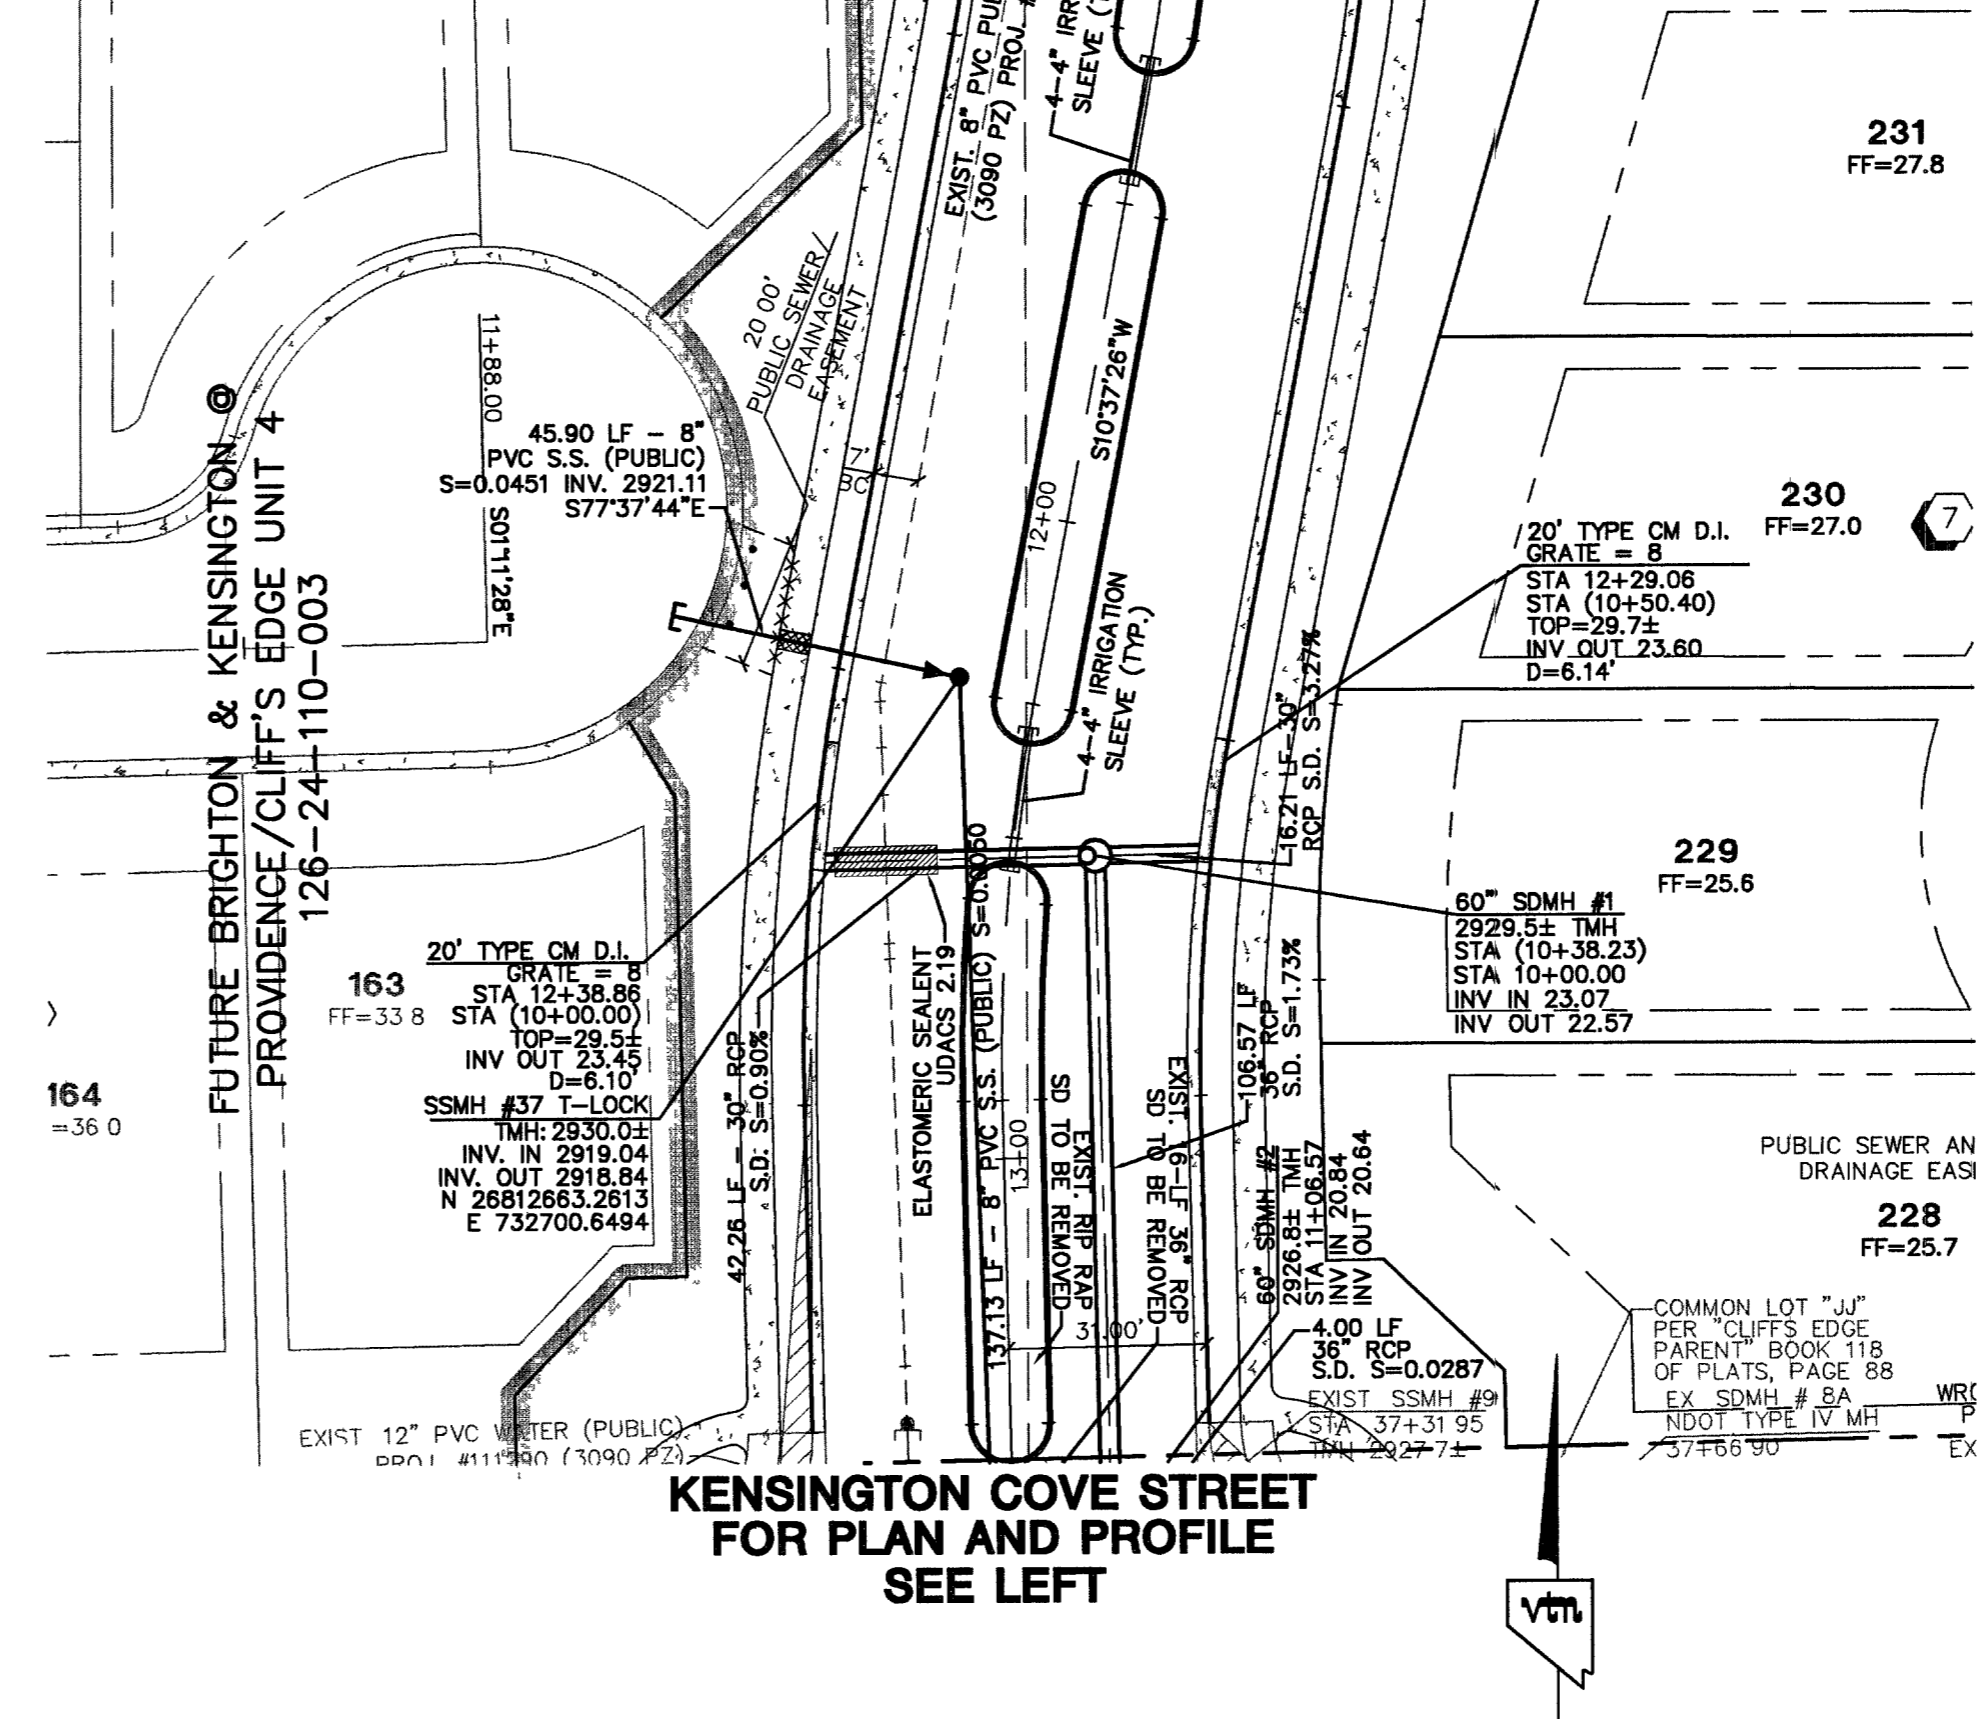 EXIST. 8" PVC PU
(3090 PZ) PROJ. #
4-4" IRR
SLEEVE (T
231
FF=27.8
20 00'
PUBLIC SEWER/
DRAINAGE
EASEMENT
11+88.00
S01°11'28"E
45.90 LF - 8"
PVC S.S. (PUBLIC)
S=0.0451 INV. 2921.11
S77°37'44"E
7'
BC
S10°37'26"W
12+00
230
FF=27.0
7
20' TYPE CM D.I.
GRATE = 8
STA 12+29.06
STA (10+50.40)
TOP=29.7±
INV OUT 23.60
D=6.14'
FUTURE BRIGHTON & KENSINGTON @
PROVIDENCE/CLIFF'S EDGE UNIT 4
126-24-110-003
4-4" IRRIGATION
SLEEVE (TYP.)
16.21 LF-30"
RCP S.D. S=3.27%
229
FF=25.6
60" SDMH #1
2929.5± TMH
STA (10+38.23)
STA 10+00.00
INV IN 23.07
INV OUT 22.57
163
FF=33 8
164
=36 0
20' TYPE CM D.I.
GRATE = 8
STA 12+38.86
STA (10+00.00)
TOP=29.5±
INV OUT 23.45
D=6.10'
SSMH #37 T-LOCK
TMH: 2930.0±
INV. IN 2919.04
INV. OUT 2918.84
N 26812663.2613
E 732700.6494
42.26 LF - 30" RCP
S.D. S=0.90%
ELASTOMERIC SEALENT
UDACS 2.19
137.13 LF - 8" PVC S.S. (PUBLIC) S=0.0060
13+00
EXIST. RIP RAP
SD TO BE REMOVED
EXIST. 76-LF 36" RCP
SD TO BE REMOVED
106.57 LF
36" RCP
S.D. S=1.73%
60" SDMH #2
2926.8± TMH
STA 11+06.57
INV IN 20.84
INV OUT 20.64
31.00'
4.00 LF
36" RCP
S.D. S=0.0287
EXIST SSMH #9
STA 37+31 95
TMH 2927 7±
PUBLIC SEWER AN
DRAINAGE EASI
228
FF=25.7
COMMON LOT "JJ"
PER "CLIFFS EDGE
PARENT" BOOK 118
OF PLATS, PAGE 88
EX SDMH # 8A
NDOT TYPE IV MH
37+66 90
WRC
P
EX
EXIST 12" PVC WATER (PUBLIC)
PROJ #111290 (3090 PZ)
KENSINGTON COVE STREET
FOR PLAN AND PROFILE
SEE LEFT
vtn